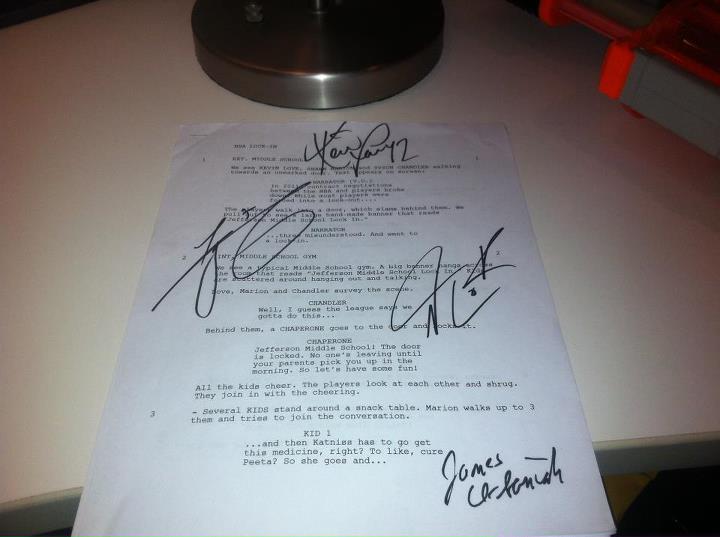 NBA LOCK-IN
1 EXT. MIDDLE SCHOOL 1
We see KEVIN LOVE, SHAWN MARION and TYSON CHANDLER walking
towards an unmarked door. Text appears on screen:
NARRATOR (V.O.)
In 2011 contract negotiations
between the NBA and players broke
down While most players were
forced into a lock-out....
The players walk into a door, which slams behind them. We
pull out to see a large hand-made banner that reads
"Jefferson Middle School Lock In."
NARRATOR
...three misunderstood. And went to
a lock-in.
2 INT. MIDDLE SCHOOL GYM 2
We see a typical Middle School gym. A big banner hangs across
the room that reads "Jefferson Middle School Lock In" Kids
are scattered around hanging out and talking.
Love, Marion and Chandler survey the scene.
CHANDLER
Well, I guess the league says we
gotta do this...
Behind them, a CHAPERONE goes to the door and locks it.
CHAPERONE
Jefferson Middle School! The door
is locked. No one's leaving until
your parents pick you up in the
morning. So let's have some fun!
All the kids cheer. The players look at each other and shrug.
They join in with the cheering.
3 - Several KIDS stand around a snack table. Marion walks up to 3
them and tries to join the conversation.
KID 1
...and then Katniss has to go get
this medicine, right? To like, cure
Peeta? So she goes and...
James
Urbaniak